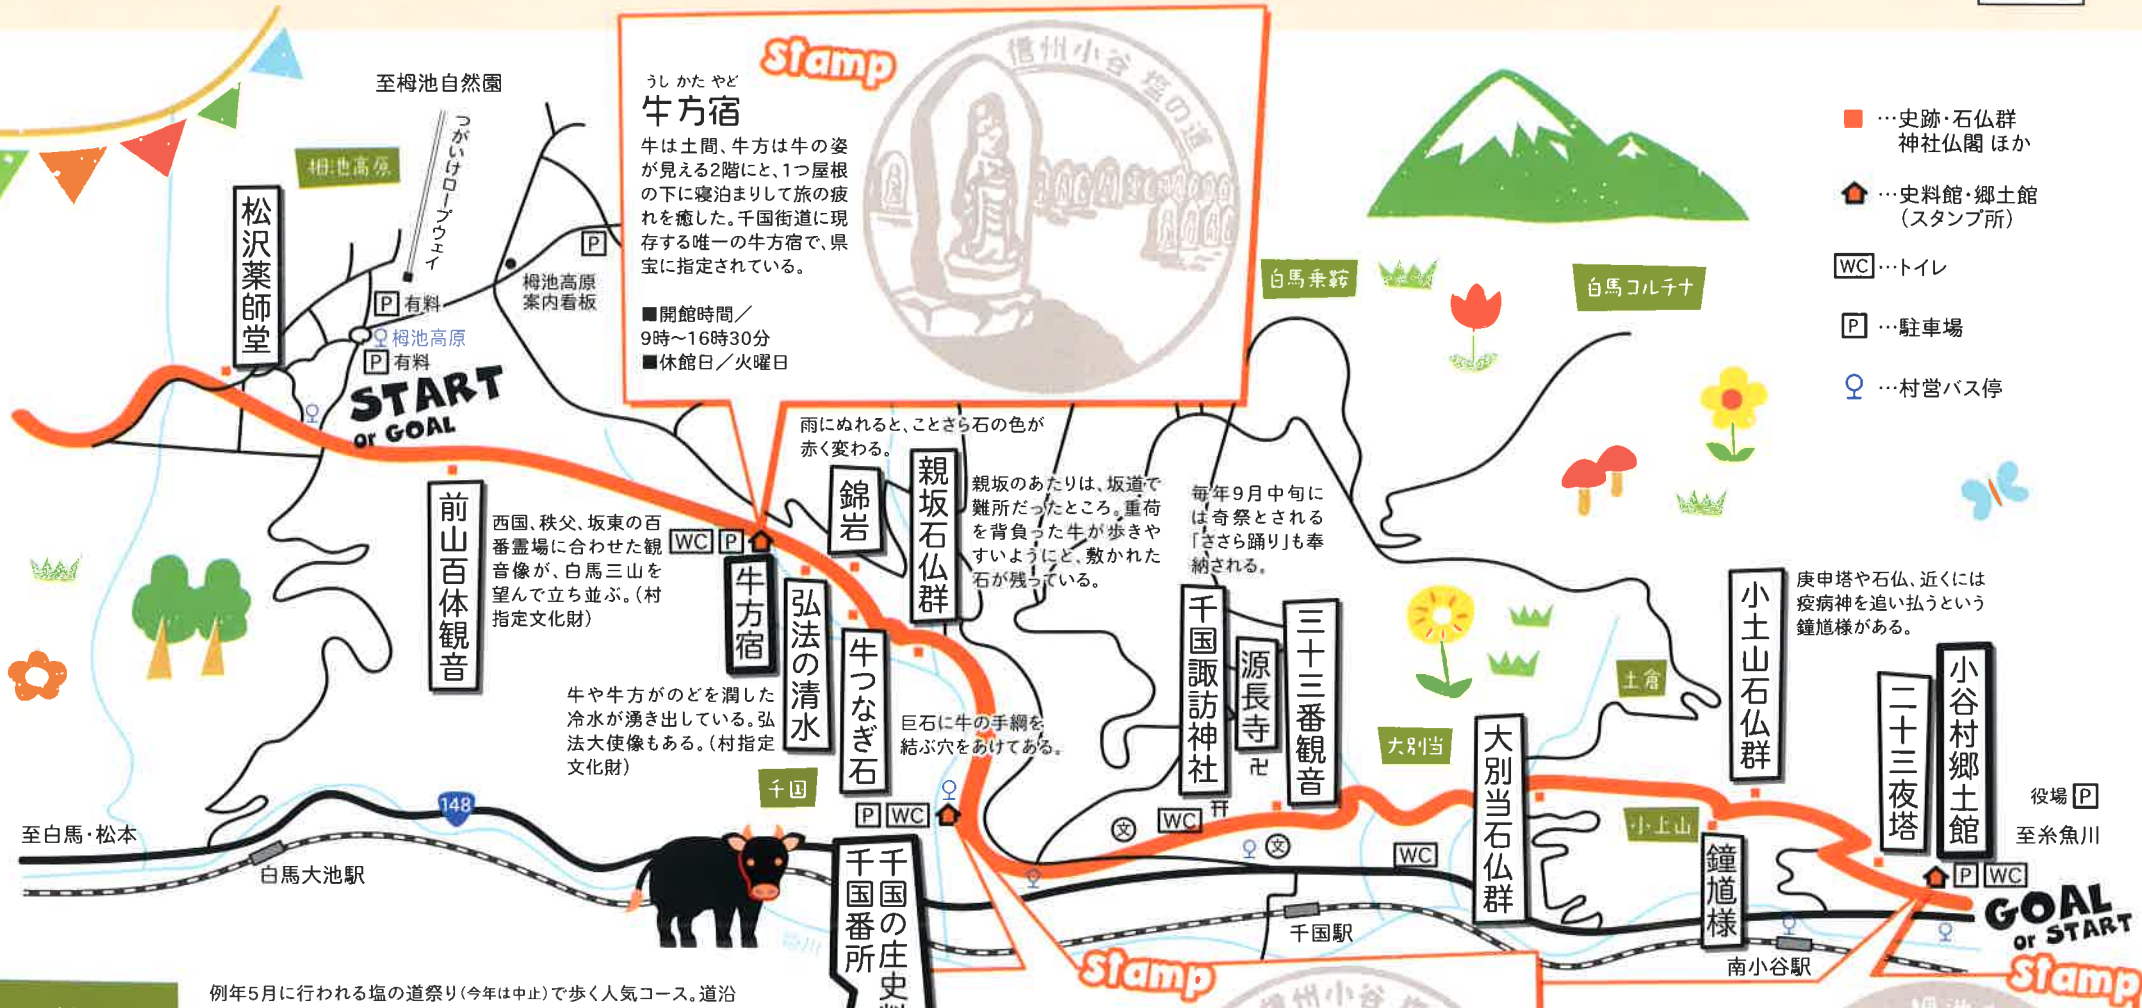 至栂池自然園
つがいけロープウェイ
栂池高原
松沢薬師堂
P 有料
栂池高原
P 有料
START
or GOAL
P
栂池高原
案内看板
stamp
うしかたやど
牛方宿
牛は土間、牛方は牛の姿
が見える2階にと、1つ屋根
の下に寝泊まりして旅の疲
れを癒した。千国街道に現
存する唯一の牛方宿で、県
宝に指定されている。
■開館時間／
9時〜16時30分
■休館日／火曜日
信州小谷 塩の道
白馬乗鞍
白馬コルチナ
…史跡・石仏群
神社仏閣 ほか
…史料館・郷土館
（スタンプ所）
WC…トイレ
P…駐車場
…村営バス停
前山百体観音
西国、秩父、坂東の百
番霊場に合わせた観
音像が、白馬三山を
望んで立ち並ぶ。(村
指定文化財)
WC P
牛方宿
雨にぬれると、ことさら石の色が
赤く変わる。
錦岩
親坂石仏群
親坂のあたりは、坂道で
難所だったところ。重荷
を背負った牛が歩きや
すいようにと、敷かれた
石が残っている。
弘法の清水
牛や牛方がのどを潤した
冷水が湧き出している。弘
法大使像もある。(村指定
文化財)
牛つなぎ石
巨石に牛の手綱を
結ぶ穴をあけてある。
毎年9月中旬に
は奇祭とされる
「ささら踊り」も奉
納される。
千国諏訪神社
源長寺
卍
三十三番観音
大別当
大別当石仏群
土倉
小土山石仏群
庚申塔や石仏、近くには
疫病神を追い払うという
鐘馗様がある。
小土山
鐘馗様
二十三夜塔
小谷村郷土館
役場 P
至糸魚川
P WC
GOAL
or START
千国
P WC
千国の庄史料
千国番所
文
WC
文
WC
148
至白馬・松本
白馬大池駅
千国駅
南小谷駅
stamp
信州小谷 塩
stamp
例年5月に行われる塩の道祭り(今年は中止)で歩く人気コース。道沿